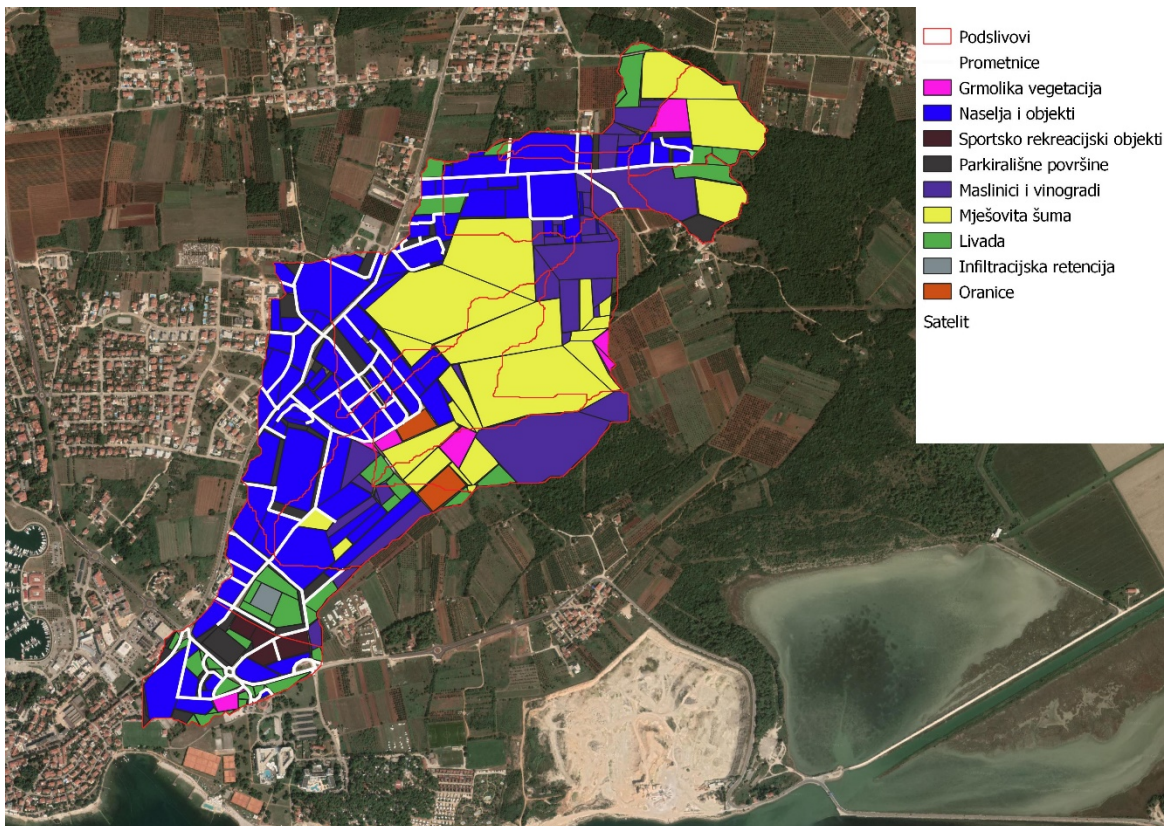 Podslivovi
Prometnice
Grmolika vegetacija
Naselja i objekti
Sportsko rekreacijski objekti
Parkirališne površine
Maslinici i vinogradi
Mješovita šuma
Livada
Infiltracijska retencija
Oranice
Satelit